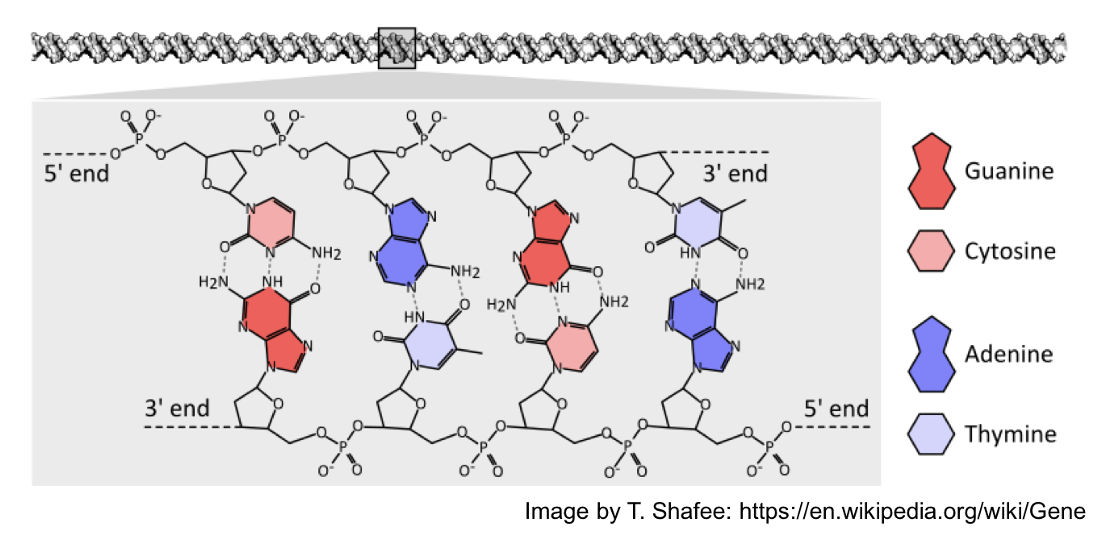 O O- O O- O O- O O-
P P P P
O O O O O O O O
5' end
3' end
O O O O
N N N N N N
O N NH2 N N O HN O
NH2 O
H2N NH O N NH N NH2
O H2N NH2
HN N
N O O N
N N
N N N N
O O O O
3' end
5' end
O O O O O O O O
P P P P
O- O O- O O- O O- O
Guanine
Cytosine
Adenine
Thymine
Image by T. Shafee: https://en.wikipedia.org/wiki/Gene